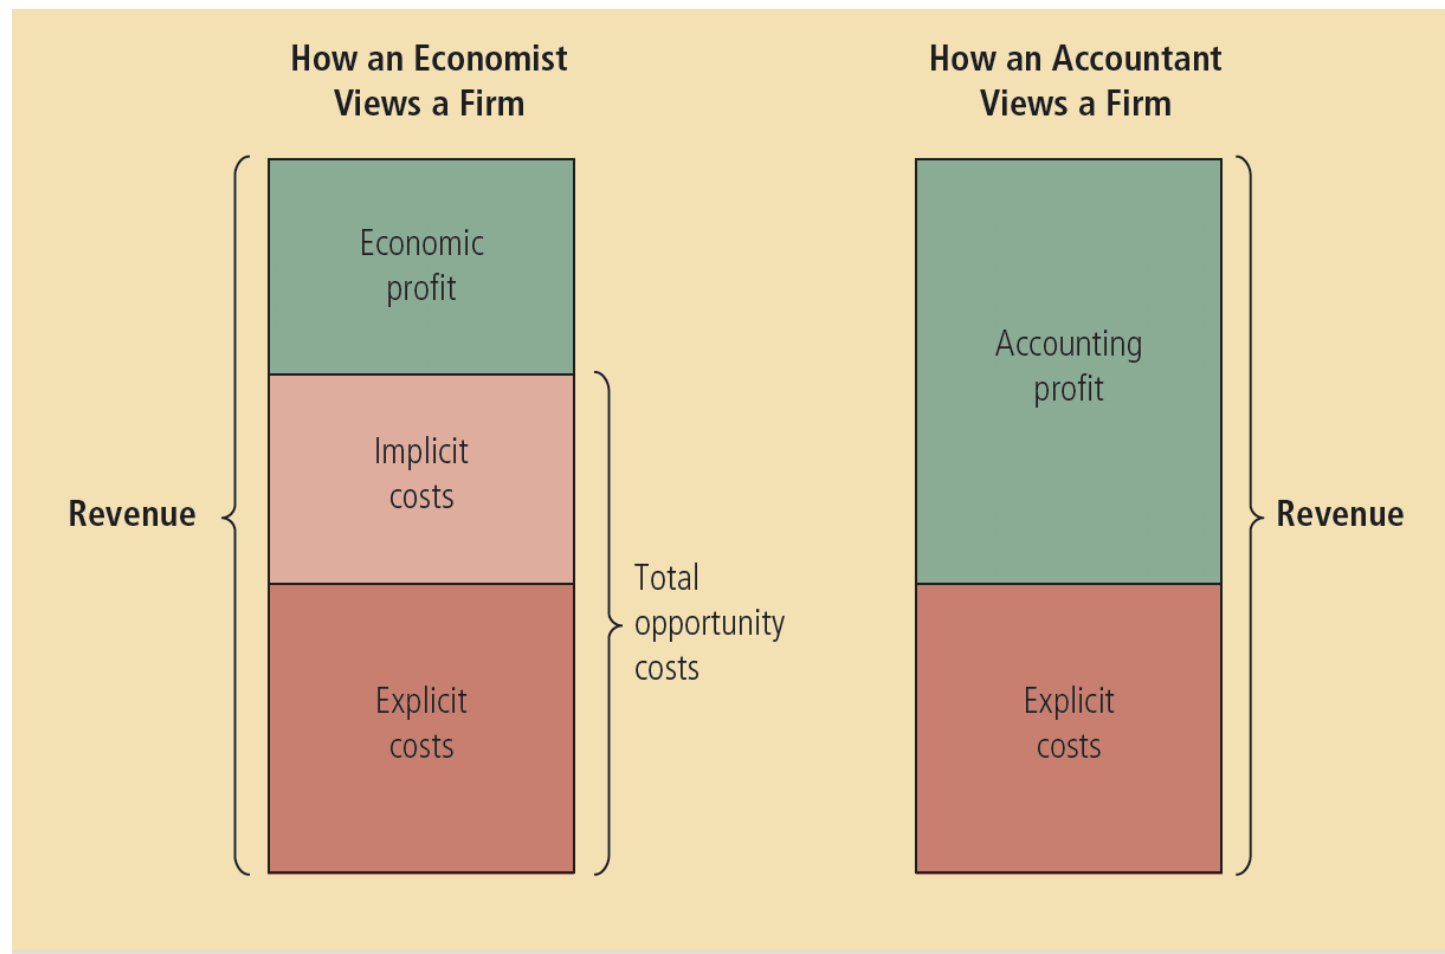 How an Economist
Views a Firm
Economic
profit
Implicit
costs
Revenue
Total
opportunity
costs
Explicit
costs
How an Accountant
Views a Firm
Accounting
profit
Revenue
Explicit
costs